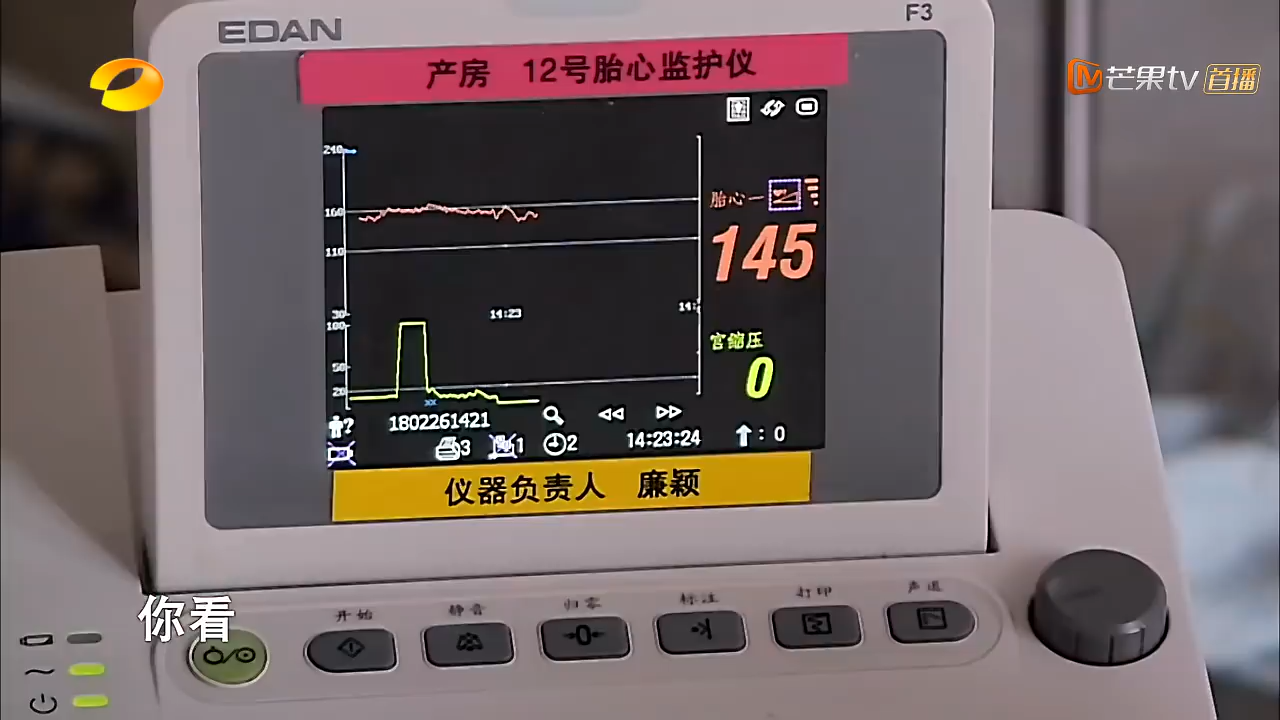 EDAN
F3
芒果tv 首播
产房 12号胎心监护仪
240
160
110
30
胎心一
145
14:23
14:
100
50
20
宫缩压
0
?
1802261421
3
1
2
14:23:24
: 0
仪器负责人 廉颖
你看
开始
静音
归零
标注
打印
声道
0